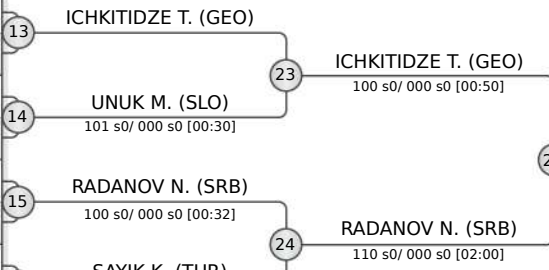 ICHKITIDZE T. (GEO)
13
23
ICHKITIDZE T. (GEO)
100 s0/ 000 s0 [00:50]
UNUK M. (SLO)
14
101 s0/ 000 s0 [00:30]
RADANOV N. (SRB)
15
100 s0/ 000 s0 [00:32]
24
RADANOV N. (SRB)
110 s0/ 000 s0 [02:00]
SAYIK K. (TUR)